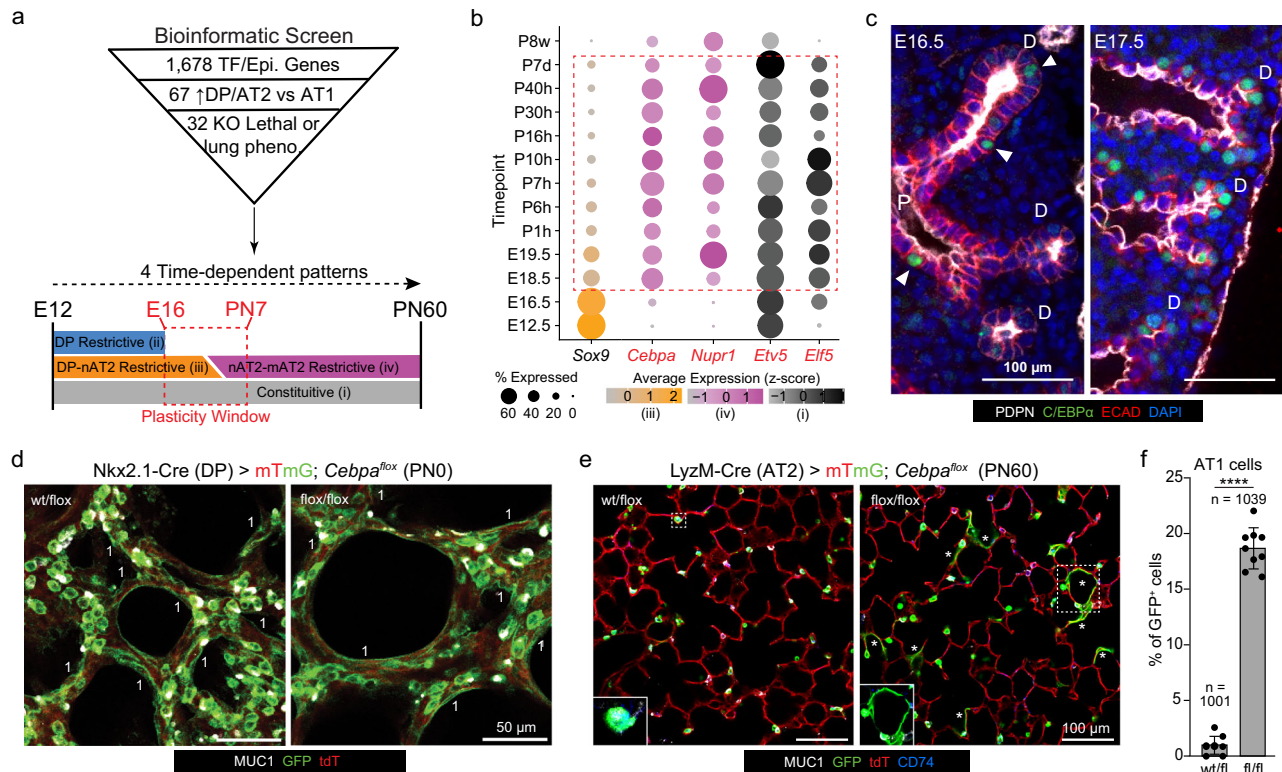 a
Bioinformatic Screen
1,678 TF/Epi. Genes
67 ↑DP/AT2 vs AT1
32 KO Lethal or
lung pheno.
4 Time-dependent patterns
E12
E16
PN7
PN60
DP Restrictive (ii)
DP-nAT2 Restrictive (iii)
nAT2-mAT2 Restrictive (iv)
Constituitive (i)
Plasticity Window
b
Timepoint
P8w
P7d
P40h
P30h
P16h
P10h
P7h
P6h
P1h
E19.5
E18.5
E16.5
E12.5
Sox9
Cebpa
Nupr1
Etv5
Elf5
% Expressed
60 40 20 0
Average Expression (z-score)
0 1 2
−1 0 1
−1 0 1
(iii)
(iv)
(i)
c
E16.5
D
D
P
D
100 µm
E17.5
D
D
D
PDPN C/EBPα ECAD DAPI
d
Nkx2.1-Cre (DP) > mTmG; Cebpaflox (PN0)
wt/flox
1
1
1
1
1
1
flox/flox
1
1
1
1
1
50 µm
MUC1 GFP tdT
e
LyzM-Cre (AT2) > mTmG; Cebpaflox (PN60)
wt/flox
flox/flox
*
*
*
*
*
*
*
*
100 µm
MUC1 GFP tdT CD74
f
AT1 cells
****
n = 1039
n =
1001
% of GFP+ cells
25
20
15
10
5
0
wt/fl
fl/fl